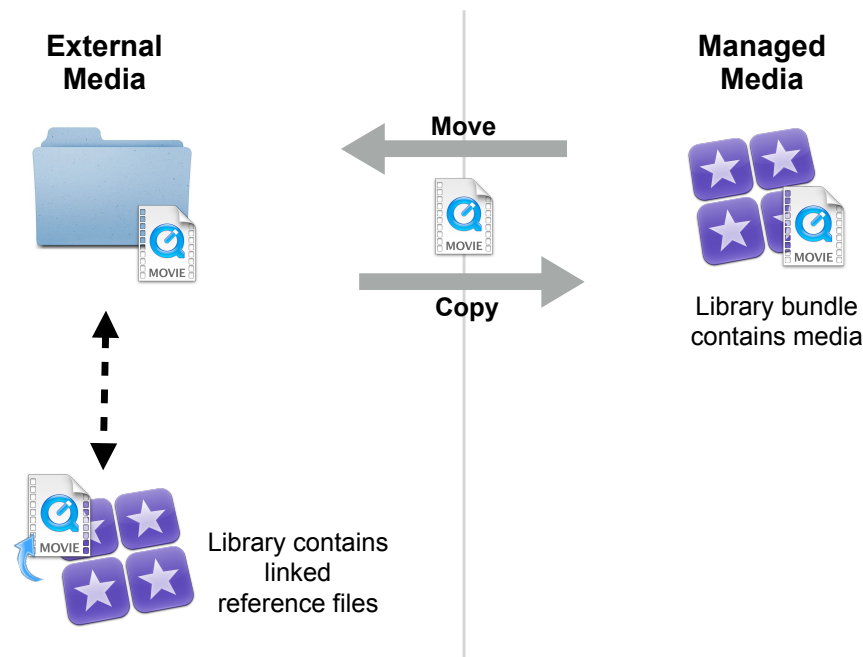 External
Media
Managed
Media
Move
MOVIE
MOVIE
MOVIE
Copy
Library bundle
contains media
MOVIE
Library contains
linked
reference files